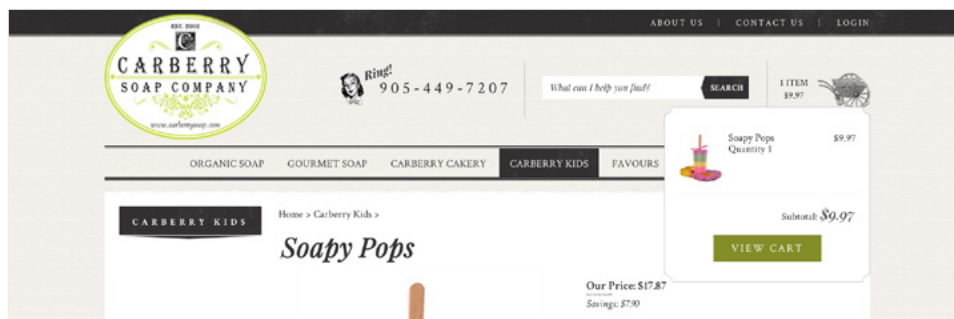 ABOUT US | CONTACT US | LOGIN
EST. 2002
C
CARBERRY
SOAP COMPANY
www.carberrysoap.com
Ring!
905-449-7207
What can I help you find?
SEARCH
1 ITEM
$9.97
ORGANIC SOAP GOURMET SOAP CARBERRY CAKERY CARBERRY KIDS FAVOURS
Soapy Pops $9.97
Quantity 1
Subtotal: $9.97
VIEW CART
CARBERRY KIDS
Home > Carberry Kids >
Soapy Pops
Our Price: $17.87
Savings: $7.90